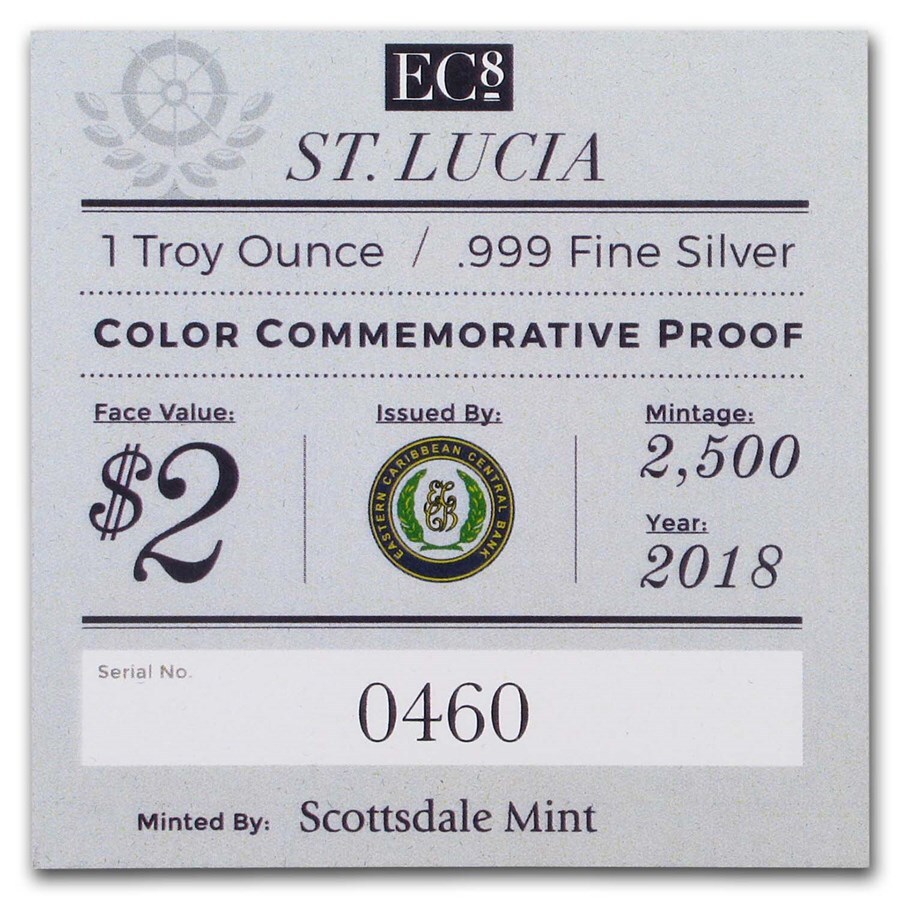 EC8
ST. LUCIA
1 Troy Ounce / .999 Fine Silver
COLOR COMMEMORATIVE PROOF
Face Value:
$2
Issued By:
EASTERN CARIBBEAN CENTRAL BANK
ECCB
Mintage:
2,500
Year:
2018
Serial No.
0460
Minted By: Scottsdale Mint